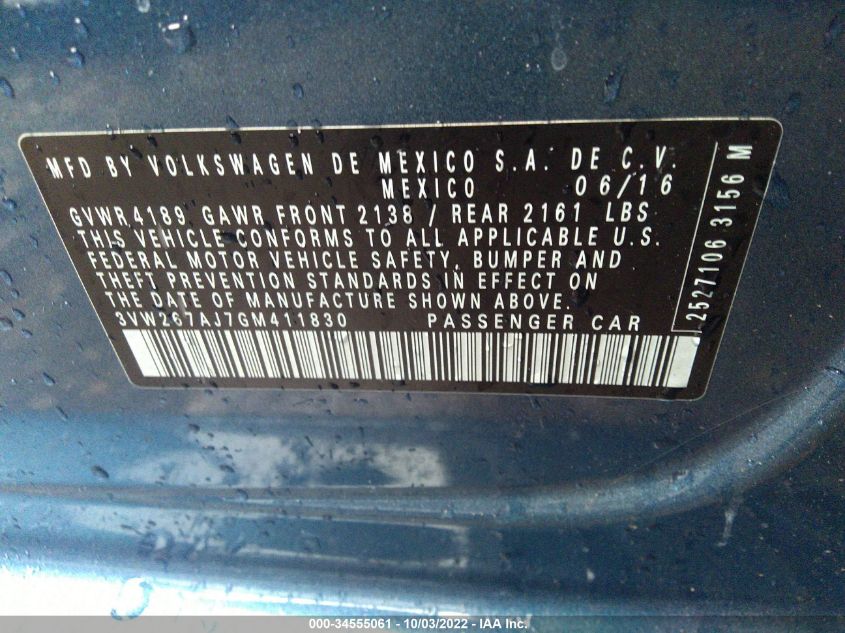 MFD BY VOLKSWAGEN DE MEXICO S.A. DE C.V.
MEXICO 06/16
GVWR4189 GAWR FRONT 2138 / REAR 2161 LBS
THIS VEHICLE CONFORMS TO ALL APPLICABLE U.S.
FEDERAL MOTOR VEHICLE SAFETY, BUMPER AND
THEFT PREVENTION STANDARDS IN EFFECT ON
THE DATE OF MANUFACTURE SHOWN ABOVE.
3VW267AJ7GM411830 PASSENGER CAR
2527106 3156 M
000-34555061 - 10/03/2022 - IAA Inc.